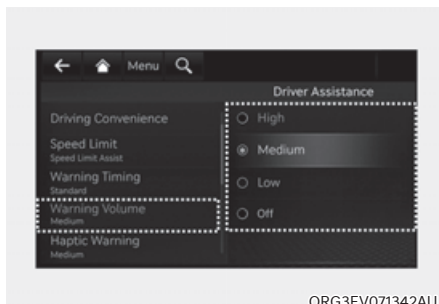 Menu
Driver Assistance
Driving Convenience
Speed Limit
Speed Limit Assist
Warning Timing
Standard
Warning Volume
Medium
Haptic Warning
Medium
High
Medium
Low
Off
ORG3EV071342AU